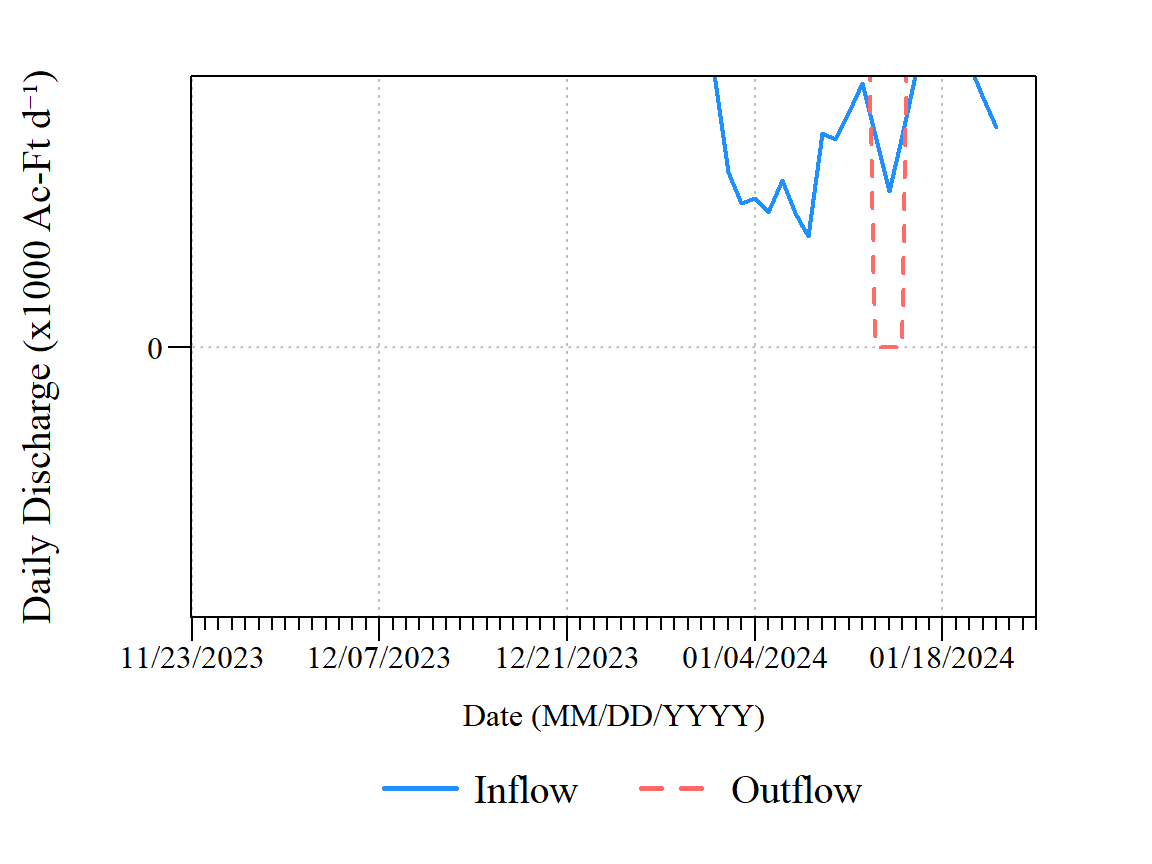 Daily Discharge (x1000 Ac-Ft d⁻¹)
0
11/23/2023 12/07/2023 12/21/2023 01/04/2024 01/18/2024
Date (MM/DD/YYYY)
Inflow Outflow